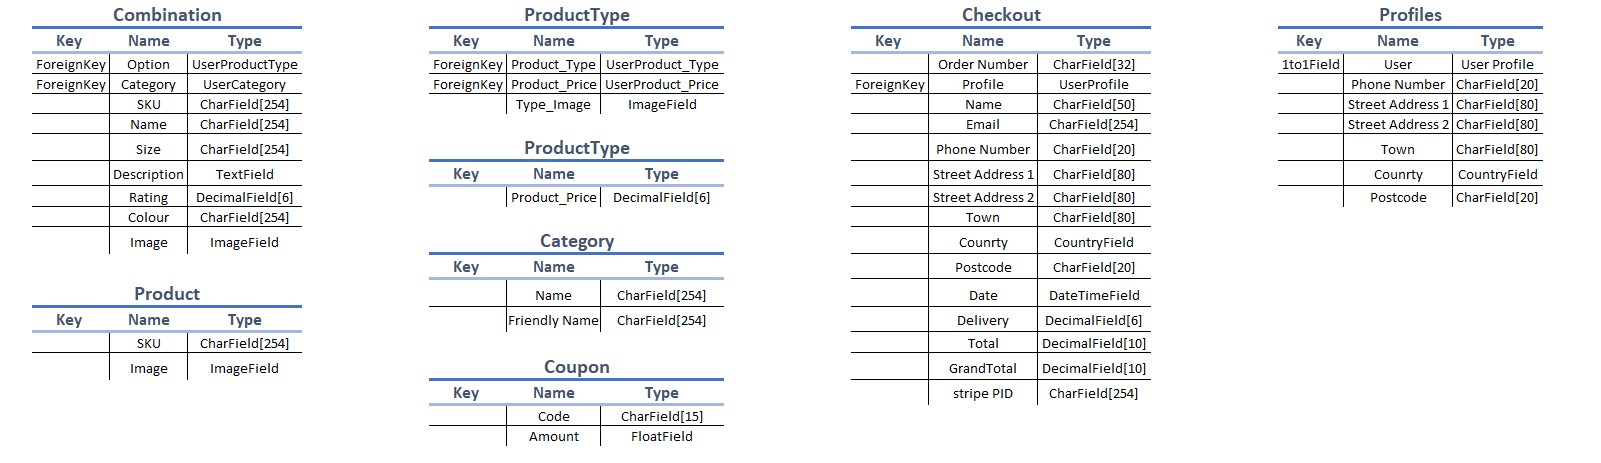 Combination
Key Name Type
ForeignKey Option UserProductType
ForeignKey Category UserCategory
SKU CharField[254]
Name CharField[254]
Size CharField[254]
Description TextField
Rating DecimalField[6]
Colour CharField[254]
Image ImageField
Product
Key Name Type
SKU CharField[254]
Image ImageField
ProductType
Key Name Type
ForeignKey Product_Type UserProduct_Type
ForeignKey Product_Price UserProduct_Price
Type_Image ImageField
ProductType
Key Name Type
Product_Price DecimalField[6]
Category
Key Name Type
Name CharField[254]
Friendly Name CharField[254]
Coupon
Key Name Type
Code CharField[15]
Amount FloatField
Checkout
Key Name Type
Order Number CharField[32]
ForeignKey Profile UserProfile
Name CharField[50]
Email CharField[254]
Phone Number CharField[20]
Street Address 1 CharField[80]
Street Address 2 CharField[80]
Town CharField[80]
Counrty CountryField
Postcode CharField[20]
Date DateTimeField
Delivery DecimalField[6]
Total DecimalField[10]
GrandTotal DecimalField[10]
stripe PID CharField[254]
Profiles
Key Name Type
1to1Field User User Profile
Phone Number CharField[20]
Street Address 1 CharField[80]
Street Address 2 CharField[80]
Town CharField[80]
Counrty CountryField
Postcode CharField[20]